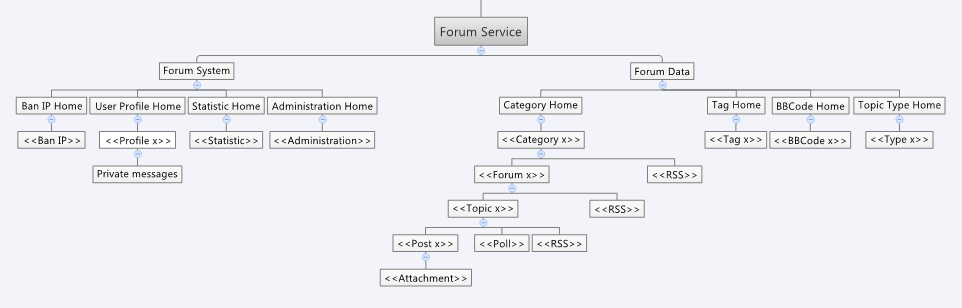 Forum Service
Forum System
Forum Data
Ban IP Home
User Profile Home
Statistic Home
Administration Home
Category Home
Tag Home
BBCode Home
Topic Type Home
<<Ban IP>>
<<Profile x>>
<<Statistic>>
<<Administration>>
<<Category x>>
<<Tag x>>
<<BBCode x>>
<<Type x>>
Private messages
<<Forum x>>
<<RSS>>
<<Topic x>>
<<RSS>>
<<Post x>>
<<Poll>>
<<RSS>>
<<Attachment>>